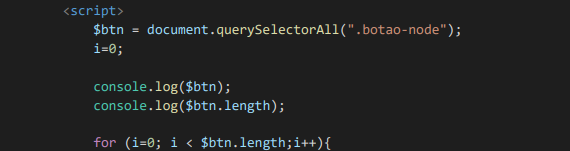 <script>
$btn = document.querySelectorAll(".botao-node");
i=0;
console.log($btn);
console.log($btn.length);
for (i=0; i < $btn.length;i++){